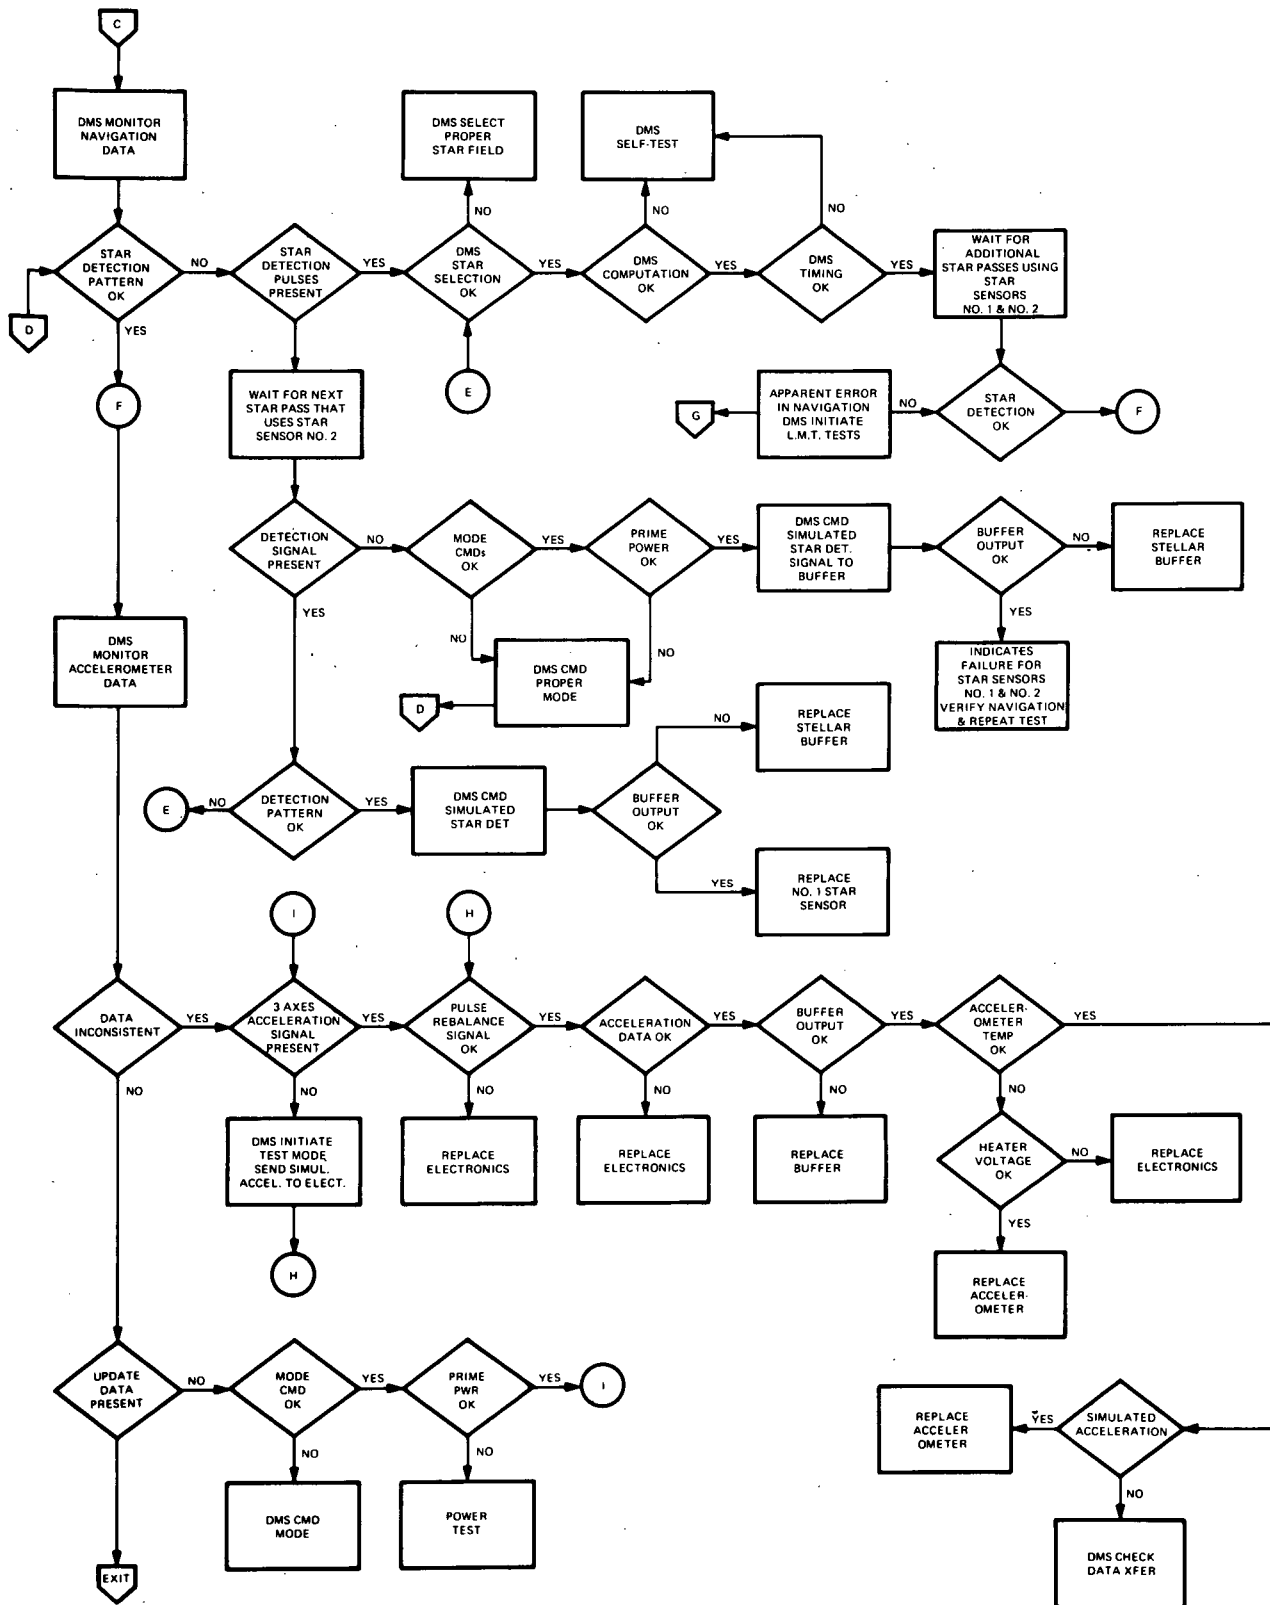 C
DMS MONITOR
NAVIGATION
DATA
DMS SELECT
PROPER
STAR FIELD
DMS
SELF-TEST
NO
NO
NO
STAR
DETECTION
PATTERN
OK
NO
STAR
DETECTION
PULSES
PRESENT
YES
DMS
STAR
SELECTION
OK
YES
DMS
COMPUTATION
OK
YES
DMS
TIMING
OK
YES
WAIT FOR
ADDITIONAL
STAR PASSES USING
STAR
SENSORS
NO. 1 & NO. 2
D
YES
F
WAIT FOR NEXT
STAR PASS THAT
USES STAR
SENSOR NO. 2
E
G
APPARENT ERROR
IN NAVIGATION
DMS INITIATE
L.M.T. TESTS
NO
STAR
DETECTION
OK
F
DETECTION
SIGNAL
PRESENT
NO
MODE
CMDs
OK
YES
PRIME
POWER
OK
YES
DMS CMD
SIMULATED
STAR DET.
SIGNAL TO
BUFFER
BUFFER
OUTPUT
OK
NO
REPLACE
STELLAR
BUFFER
YES
NO
NO
YES
DMS
MONITOR
ACCELEROMETER
DATA
DMS CMD
PROPER
MODE
D
INDICATES
FAILURE FOR
STAR SENSORS
NO. 1 & NO. 2
VERIFY NAVIGATION
& REPEAT TEST
NO
REPLACE
STELLAR
BUFFER
E
NO
DETECTION
PATTERN
OK
YES
DMS CMD
SIMULATED
STAR DET
BUFFER
OUTPUT
OK
YES
REPLACE
NO. 1 STAR
SENSOR
I
H
DATA
INCONSISTENT
YES
3 AXES
ACCELERATION
SIGNAL
PRESENT
YES
PULSE
REBALANCE
SIGNAL
OK
YES
ACCELERATION
DATA OK
YES
BUFFER
OUTPUT
OK
YES
ACCELER-
OMETER
TEMP
OK
YES
NO
NO
NO
NO
NO
NO
DMS INITIATE
TEST MODE
SEND SIMUL.
ACCEL. TO ELECT.
REPLACE
ELECTRONICS
REPLACE
ELECTRONICS
REPLACE
BUFFER
HEATER
VOLTAGE
OK
NO
REPLACE
ELECTRONICS
YES
H
REPLACE
ACCELER-
OMETER
UPDATE
DATA
PRESENT
NO
MODE
CMD
OK
YES
PRIME
PWR
OK
YES
I
NO
NO
REPLACE
ACCELER
OMETER
YES
SIMULATED
ACCELERATION
NO
DMS CMD
MODE
POWER
TEST
DMS CHECK
DATA XFER
EXIT